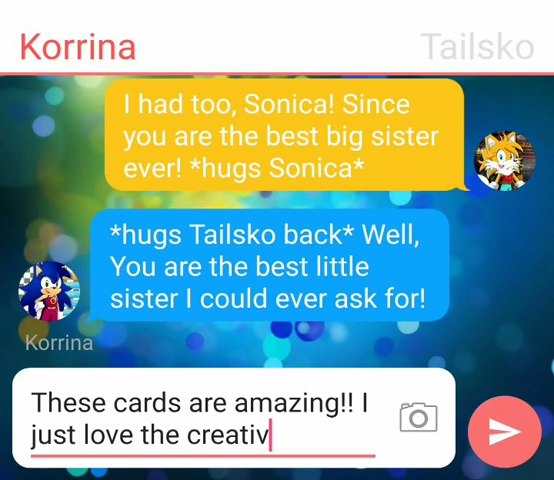 Korrina
Tailsko
I had too, Sonica! Since
you are the best big sister
ever! *hugs Sonica*
*hugs Tailsko back* Well,
You are the best little
sister I could ever ask for!
Korrina
These cards are amazing!! I
just love the creativ